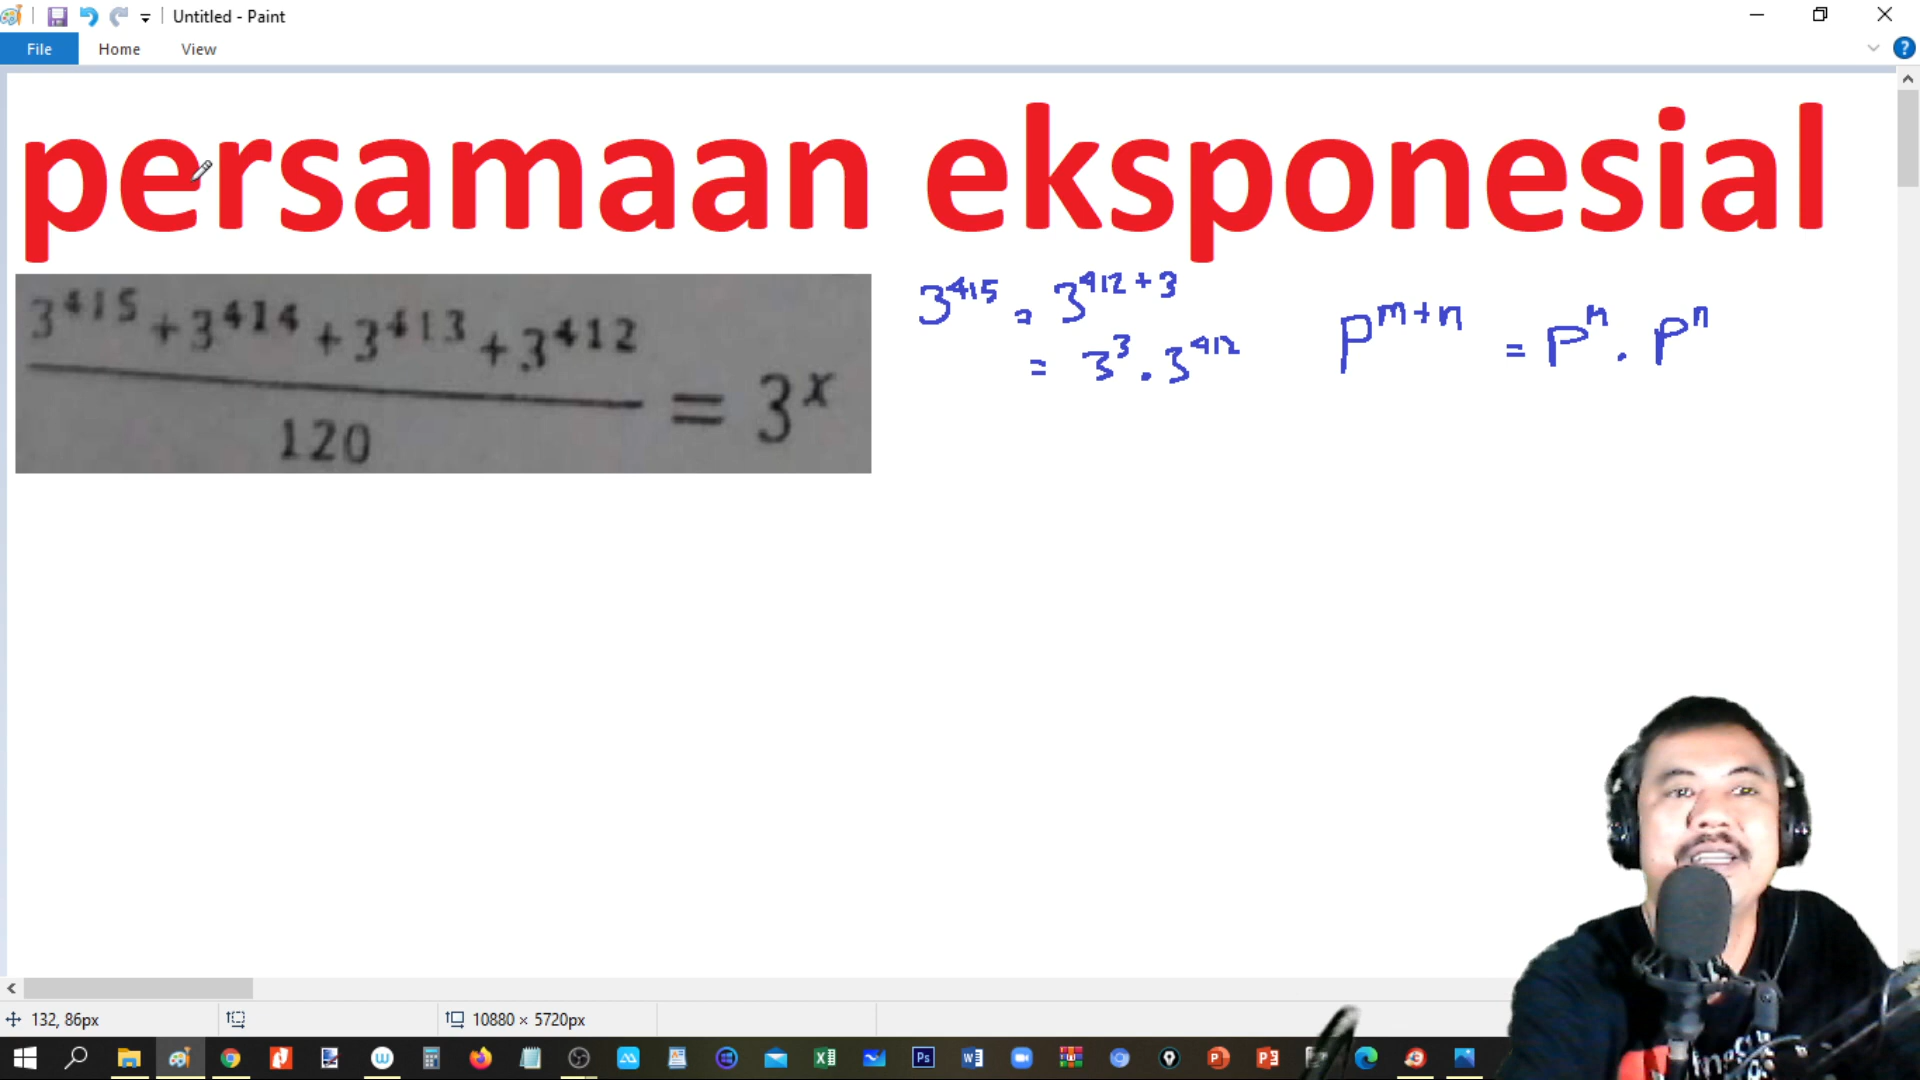 Untitled - Paint
File Home View
persamaan eksponesial
3^415 + 3^414 + 3^413 + 3^412
120
= 3^x
3^415 = 3^412+3
= 3^3 . 3^412
P^m+n = P^n . P^n
132, 86px
10880 × 5720px